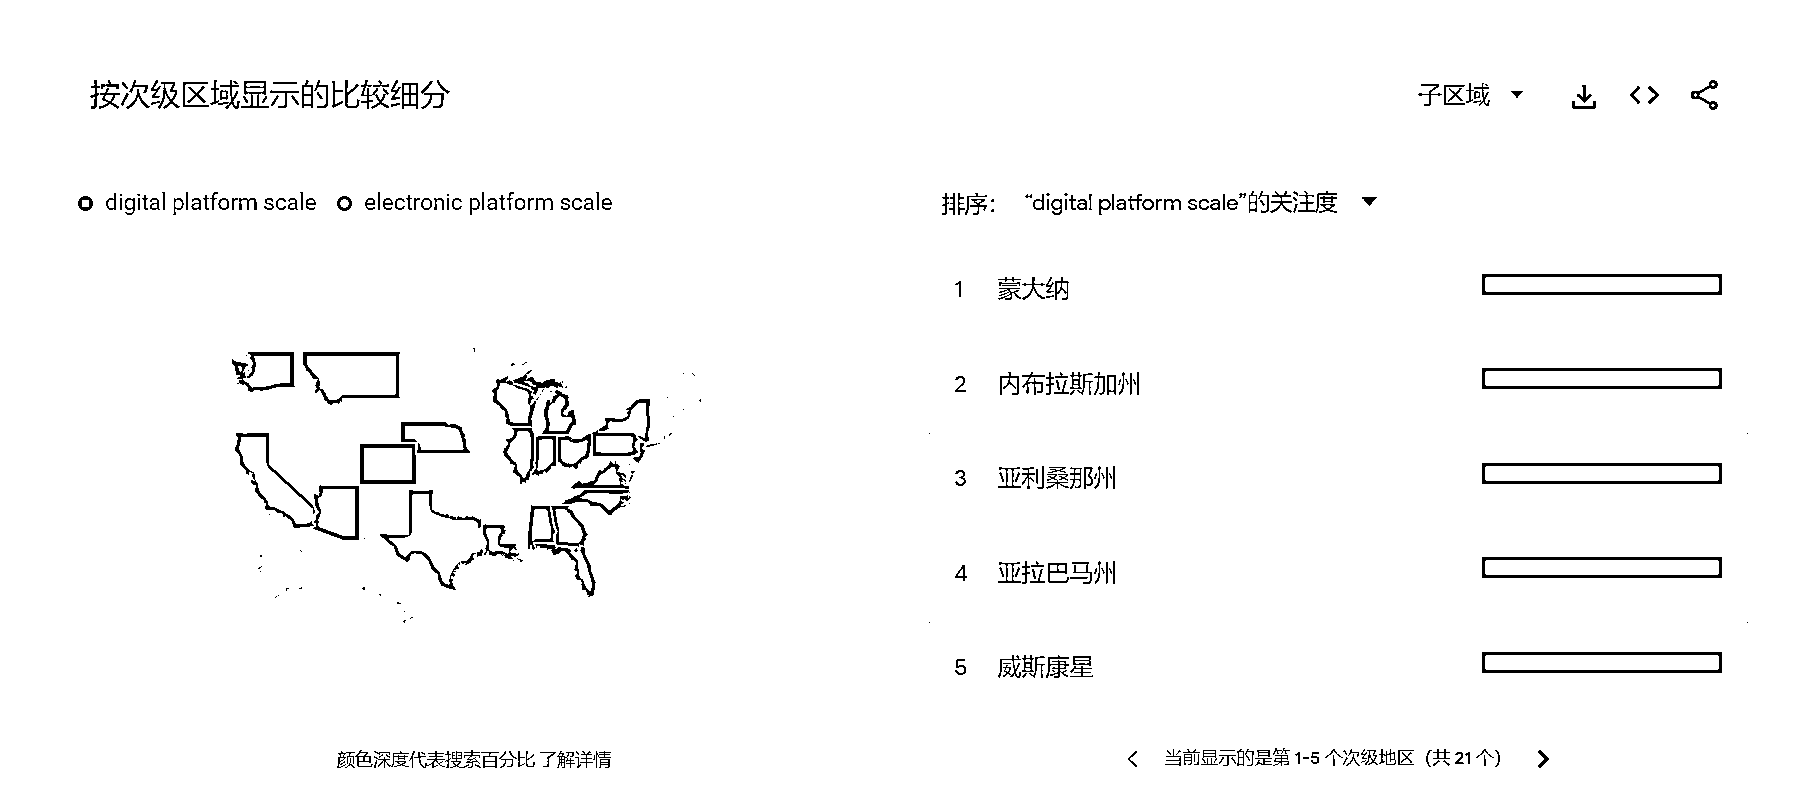 按次级区域显示的比较细分
子区域
digital platform scale electronic platform scale
排序： “digital platform scale”的关注度
1 蒙大纳
2 内布拉斯加州
3 亚利桑那州
4 亚拉巴马州
5 威斯康星
颜色深度代表搜索百分比 了解详情
当前显示的是第 1-5 个次级地区（共 21 个）